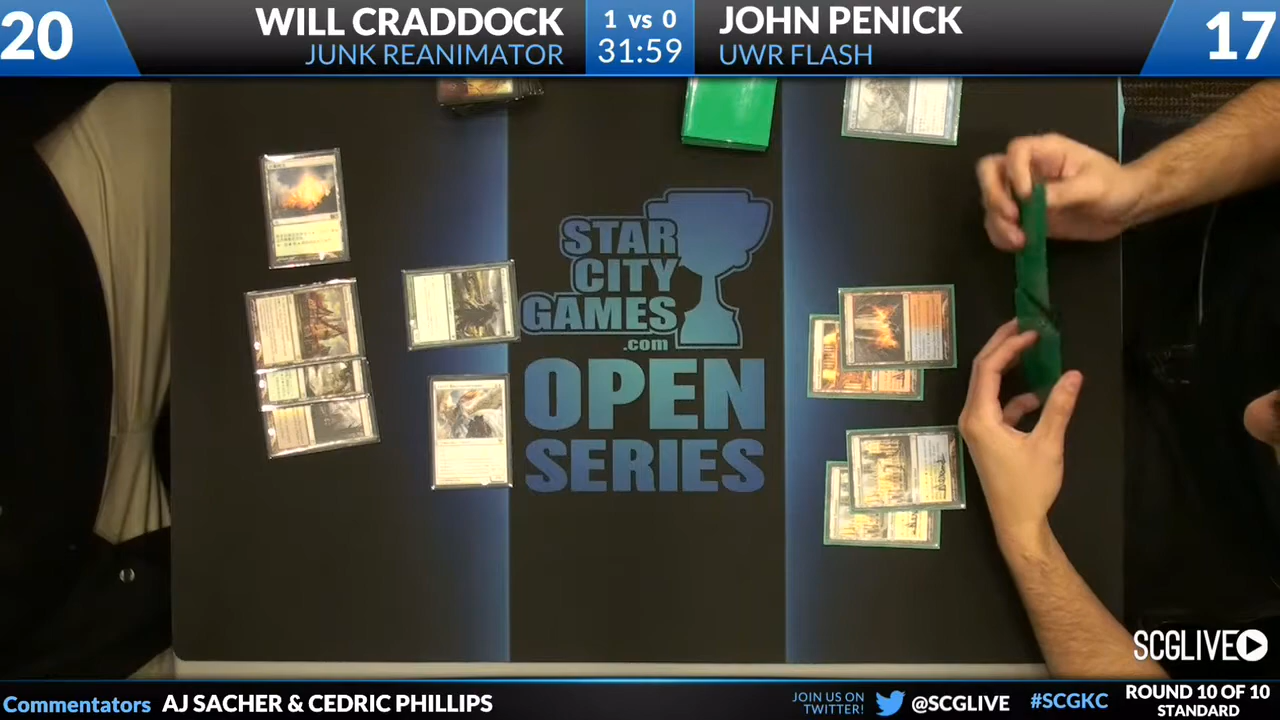 20
WILL CRADDOCK
JUNK REANIMATOR
1 vs 0
31:59
JOHN PENICK
UWR FLASH
17
STAR
CITY
GAMES
.com
OPEN
SERIES
SCGLIVE
Commentators AJ SACHER & CEDRIC PHILLIPS
JOIN US ON
TWITTER!
@SCGLIVE
#SCGKC
ROUND 10 OF 10
STANDARD